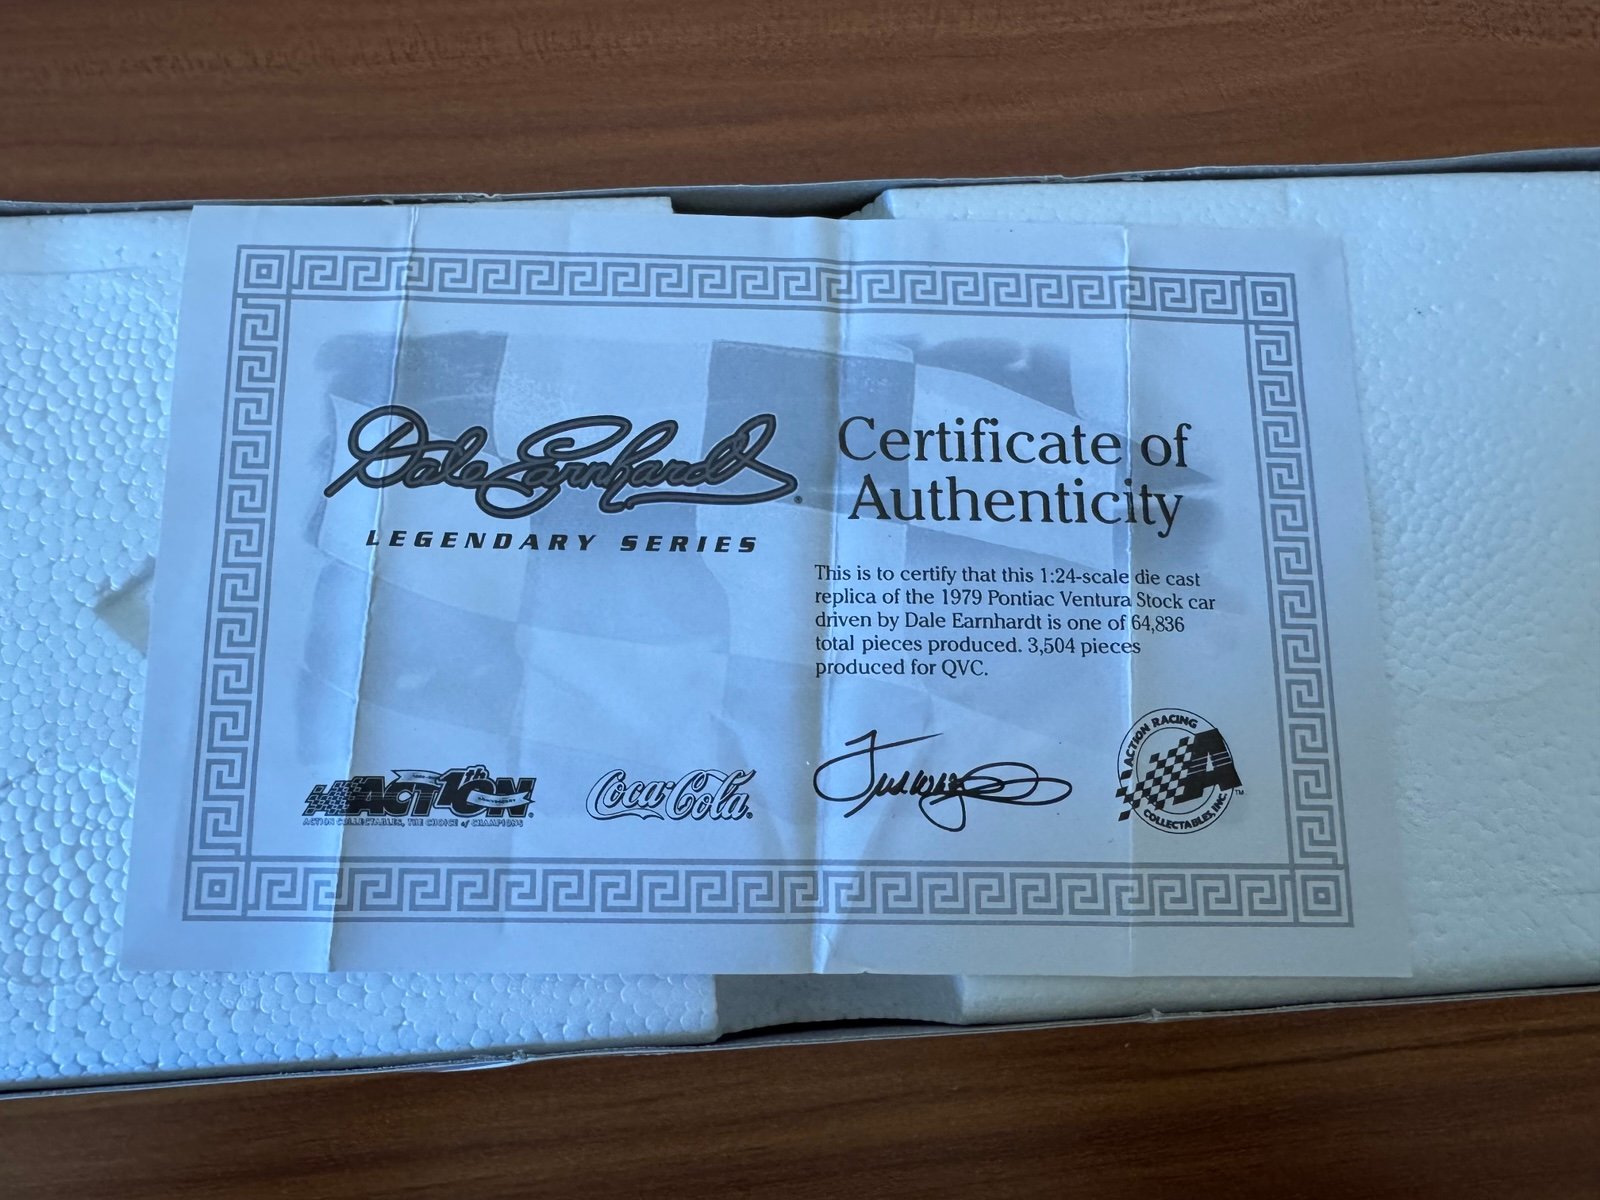 Dale Earnhardt®
LEGENDARY SERIES
Certificate of
Authenticity
This is to certify that this 1:24-scale die cast
replica of the 1979 Pontiac Ventura Stock car
driven by Dale Earnhardt is one of 64,836
total pieces produced. 3,504 pieces
produced for QVC.
ACTION 10th
ANNIVERSARY
ACTION COLLECTABLES, THE CHOICE of CHAMPIONS
Coca-Cola®
ACTION RACING
COLLECTABLES, INC.™